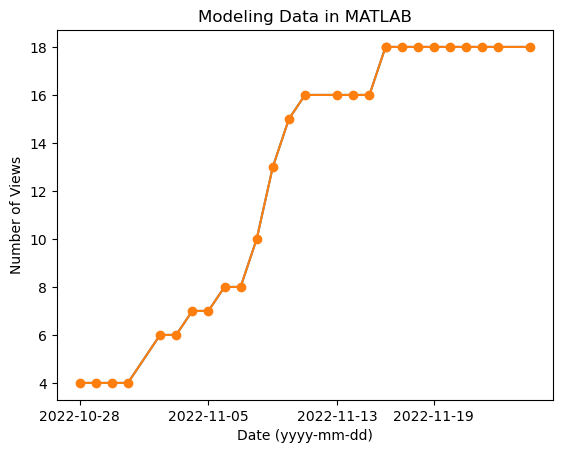 Modeling Data in MATLAB
18
16
14
12
10
8
6
4
Number of Views
2022-10-28 2022-11-05 2022-11-13 2022-11-19
Date (yyyy-mm-dd)